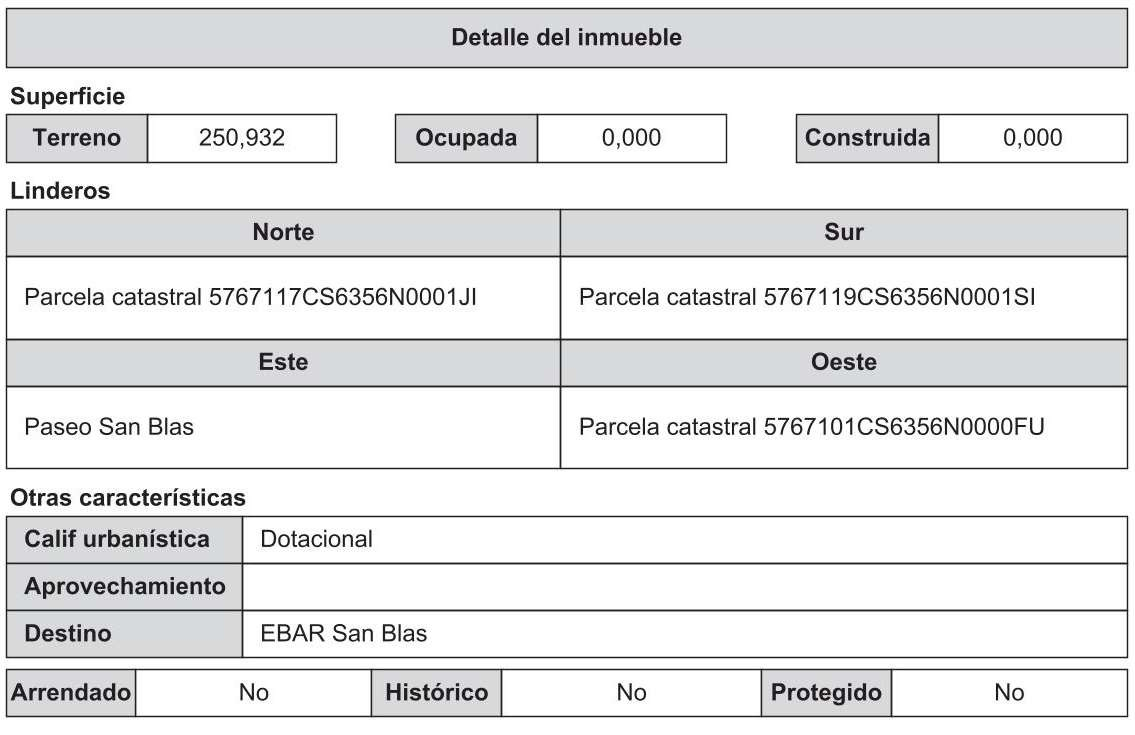 Detalle del inmueble
Superficie
Terreno 250,932 Ocupada 0,000 Construida 0,000
Linderos
Norte Sur
Parcela catastral 5767117CS6356N0001JI Parcela catastral 5767119CS6356N0001SI
Este Oeste
Paseo San Blas Parcela catastral 5767101CS6356N0000FU
Otras características
Calif urbanística Dotacional
Aprovechamiento
Destino EBAR San Blas
Arrendado No Histórico No Protegido No